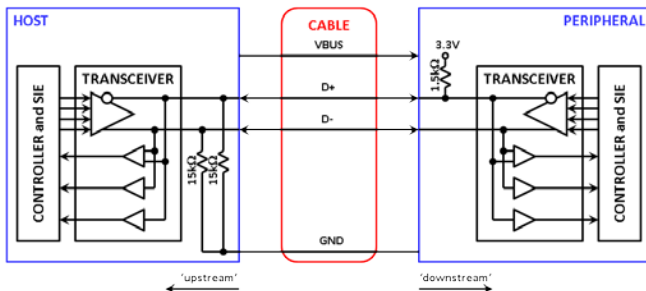 HOST
CABLE
PERIPHERAL
VBUS
3.3V
1.5kΩ
TRANSCEIVER
TRANSCEIVER
D+
D-
CONTROLLER and SIE
15kΩ
15kΩ
CONTROLLER and SIE
GND
'upstream'
'downstream'